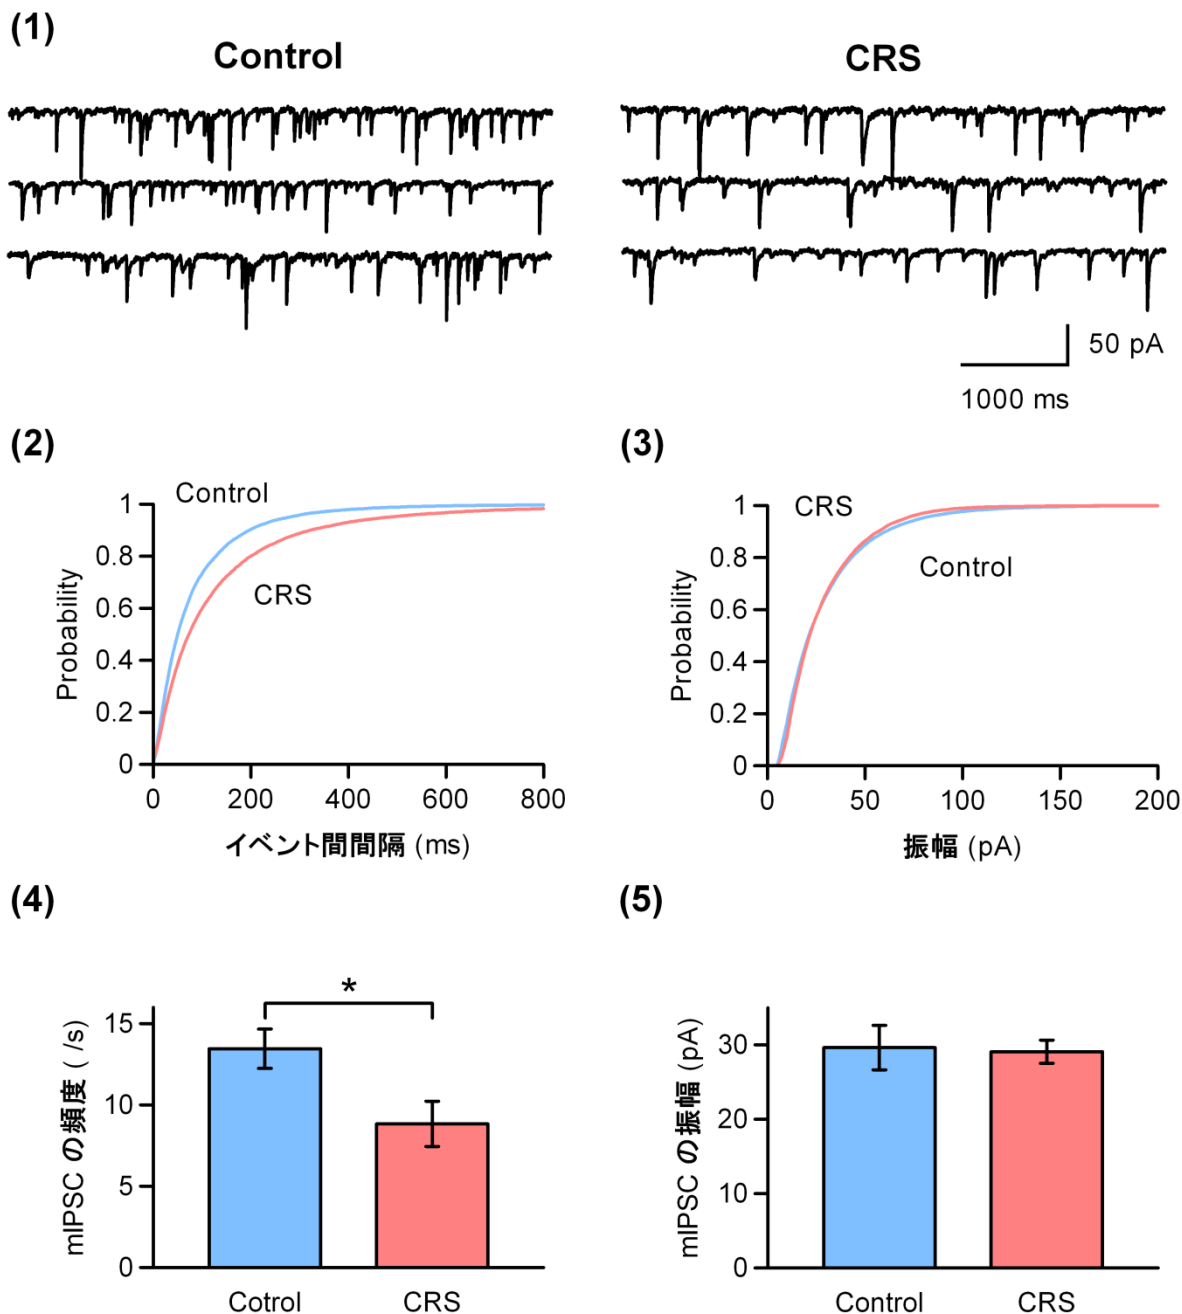 (1)
Control
CRS
50 pA
1000 ms
(2)
Control
CRS
Probability
1
0.8
0.6
0.4
0.2
0
0 200 400 600 800
イベント間間隔 (ms)
(3)
CRS
Control
Probability
1
0.8
0.6
0.4
0.2
0
0 50 100 150 200
振幅 (pA)
(4)
*
mIPSC の頻度 ( /s)
15
10
5
0
Cotrol CRS
(5)
mIPSC の振幅 (pA)
30
20
10
0
Control CRS